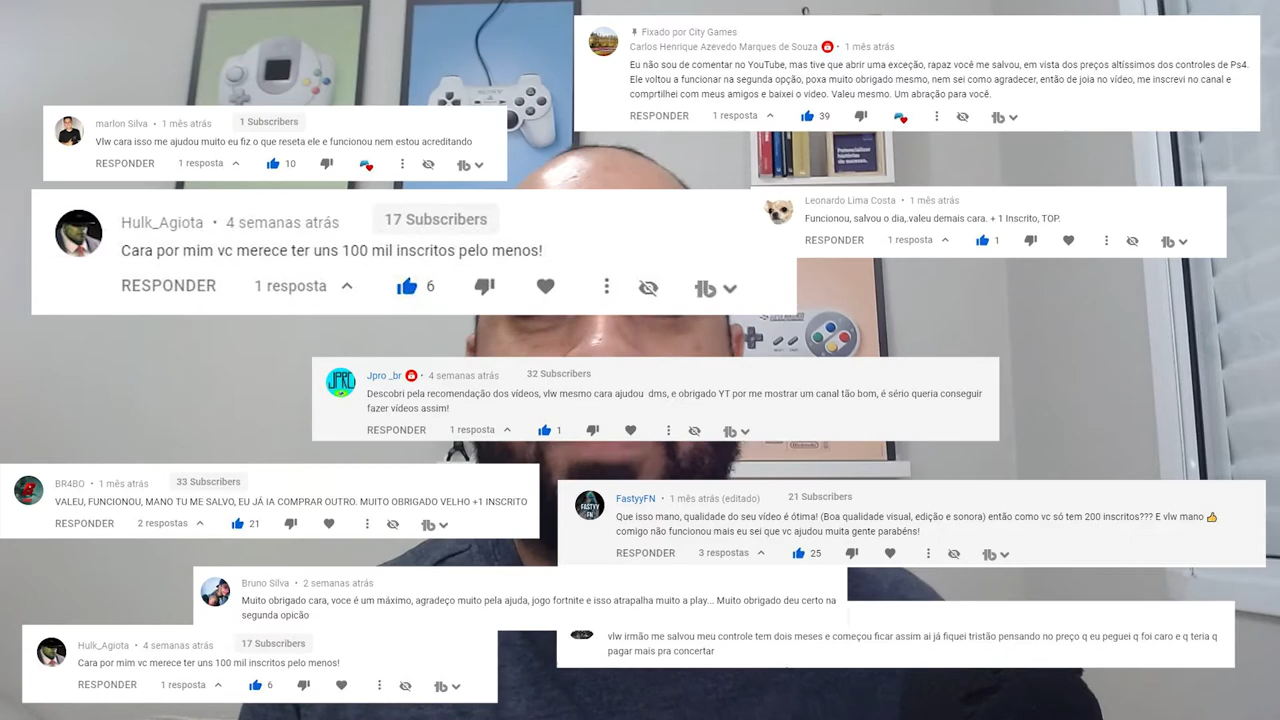 Fixado por City Games
Carlos Henrique Azevedo Marques de Souza • 1 mês atrás
Eu não sou de comentar no YouTube, mas tive que abrir uma exceção, rapaz você me salvou, em vista dos preços altíssimos dos controles de Ps4.
Ele voltou a funcionar na segunda opção, poxa muito obrigado mesmo, nem sei como agradecer, então de joia no vídeo, me inscrevi no canal e
comprtilhei com meus amigos e baixei o video. Valeu mesmo. Um abração para você.
RESPONDER 1 resposta 39
marlon Silva • 1 mês atrás 1 Subscribers
Vlw cara isso me ajudou muito eu fiz o que reseta ele e funcionou nem estou acreditando
RESPONDER 1 resposta 10
Hulk_Agiota • 4 semanas atrás 17 Subscribers
Cara por mim vc merece ter uns 100 mil inscritos pelo menos!
RESPONDER 1 resposta 6
Leonardo Lima Costa • 1 mês atrás
Funcionou, salvou o dia, valeu demais cara. + 1 Inscrito, TOP.
RESPONDER 1 resposta 1
Jpro _br • 4 semanas atrás 32 Subscribers
Descobri pela recomendação dos vídeos, vlw mesmo cara ajudou dms, e obrigado YT por me mostrar um canal tão bom, é sério queria conseguir
fazer vídeos assim!
RESPONDER 1 resposta 1
BR4BO • 1 mês atrás 33 Subscribers
VALEU, FUNCIONOU, MANO TU ME SALVO, EU JÁ IA COMPRAR OUTRO. MUITO OBRIGADO VELHO +1 INSCRITO
RESPONDER 2 respostas 21
FastyyFN • 1 mês atrás (editado) 21 Subscribers
Que isso mano, qualidade do seu vídeo é ótima! (Boa qualidade visual, edição e sonora) então como vc só tem 200 inscritos??? E vlw mano 👍
comigo não funcionou mais eu sei que vc ajudou muita gente parabéns!
RESPONDER 3 respostas 25
Bruno Silva • 2 semanas atrás
Muito obrigado cara, voce é um máximo, agradeço muito pela ajuda, jogo fortnite e isso atrapalha muito a play... Muito obrigado deu certo na
segunda opicão
vlw irmão me salvou meu controle tem dois meses e começou ficar assim ai já fiquei tristão pensando no preço q eu peguei q foi caro e q teria q
pagar mais pra concertar
Hulk_Agiota • 4 semanas atrás 17 Subscribers
Cara por mim vc merece ter uns 100 mil inscritos pelo menos!
RESPONDER 1 resposta 6